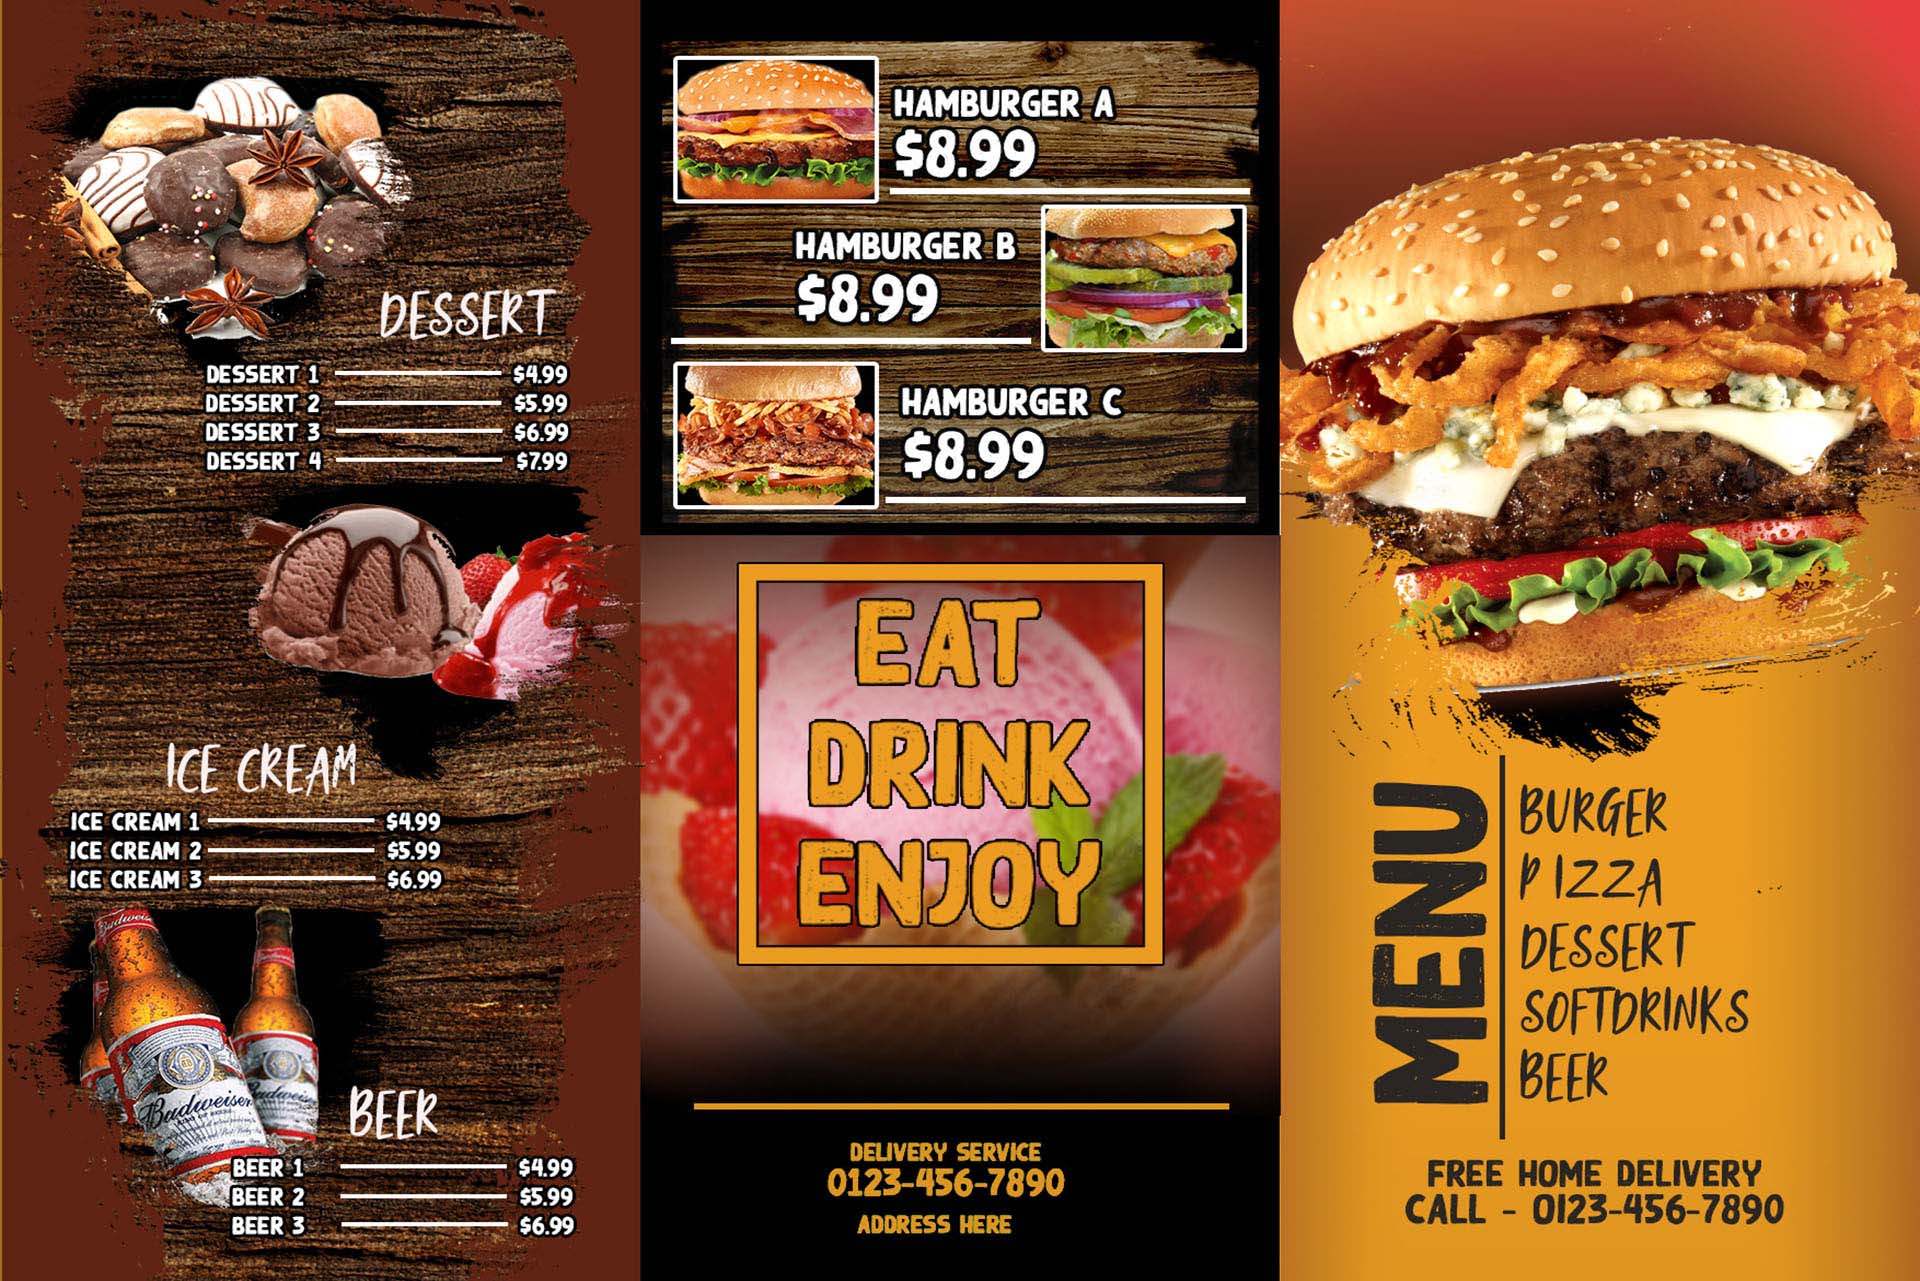 DESSERT
DESSERT 1 $4.99
DESSERT 2 $5.99
DESSERT 3 $6.99
DESSERT 4 $7.99
ICE CREAM
ICE CREAM 1 $4.99
ICE CREAM 2 $5.99
ICE CREAM 3 $6.99
Budweiser
Budweiser
Budweiser
BEER
BEER 1 $4.99
BEER 2 $5.99
BEER 3 $6.99
HAMBURGER A
$8.99
HAMBURGER B
$8.99
HAMBURGER C
$8.99
EAT
DRINK
ENJOY
DELIVERY SERVICE
0123-456-7890
ADDRESS HERE
MENU
BURGER
PIZZA
DESSERT
SOFTDRINKS
BEER
FREE HOME DELIVERY
CALL - 0123-456-7890